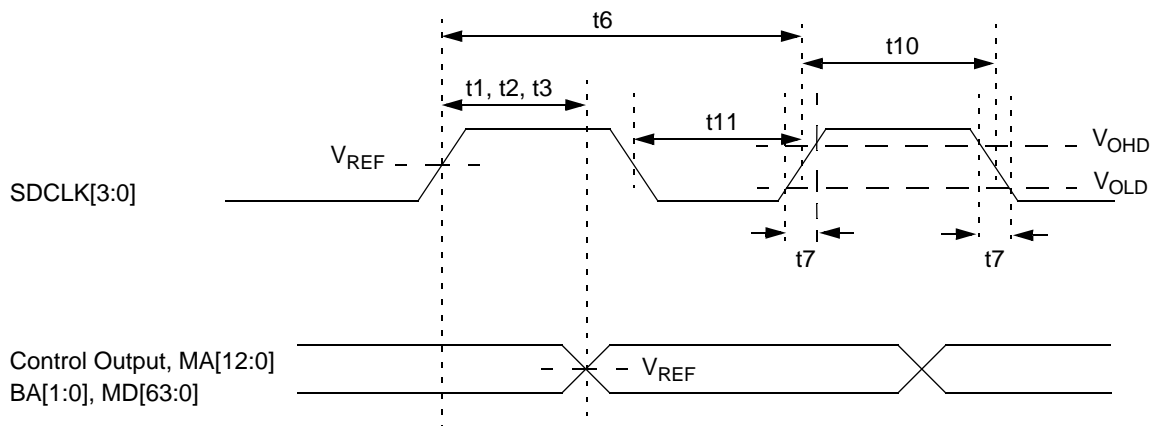 t6
t10
t1, t2, t3
t11
VREF
VOHD
SDCLK[3:0]
VOLD
t7
t7
Control Output, MA[12:0]
VREF
BA[1:0], MD[63:0]